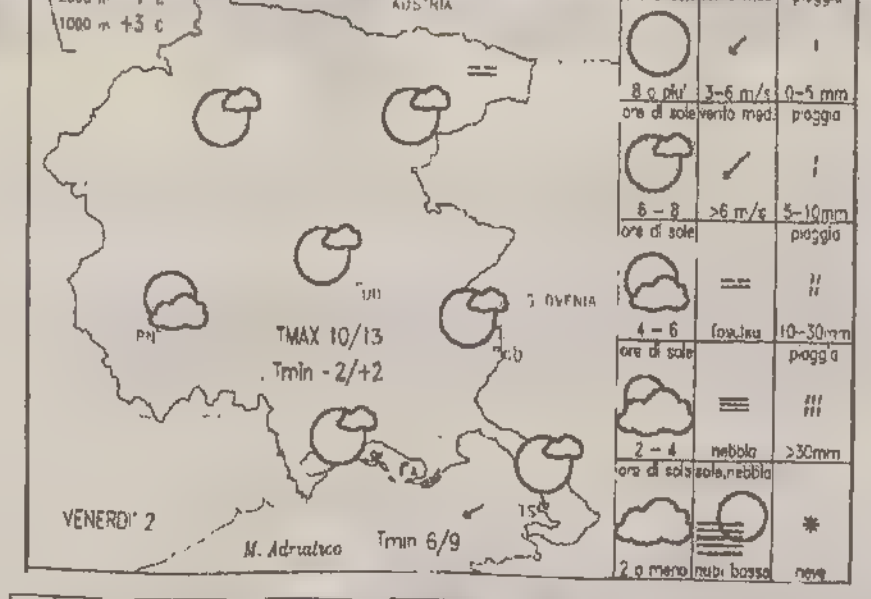 AUSTRIA
1000 m +3 c
8 o piu'
ore di sole
3-6 m/s
vento med.
0-5 mm
pioggia
6 - 8
ore di sole
>6 m/s
5-10mm
pioggia
4 - 6
ore di sole
foschia
10-30mm
pioggia
2 - 4
ore di sole
nebbia
sole,nebbia
>30mm
2 o meno
nubi basse
neve
PN
UD
SLOVENIA
TMAX 10/13
Tmin -2/+2
TS
VENERDI' 2
M. Adriatico
Tmin 6/9